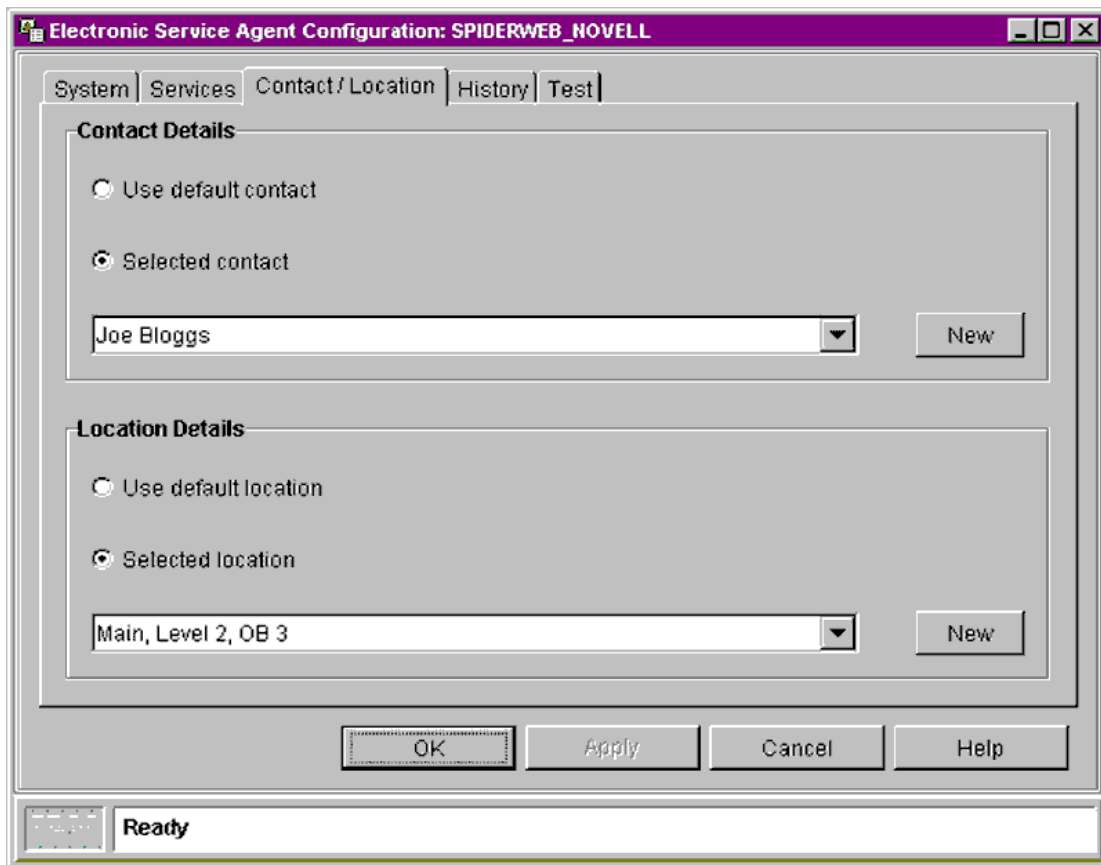 Electronic Service Agent Configuration: SPIDERWEB_NOVELL
System Services Contact / Location History Test
Contact Details
Use default contact
Selected contact
Joe Bloggs New
Location Details
Use default location
Selected location
Main, Level 2, OB 3 New
OK Apply Cancel Help
Ready